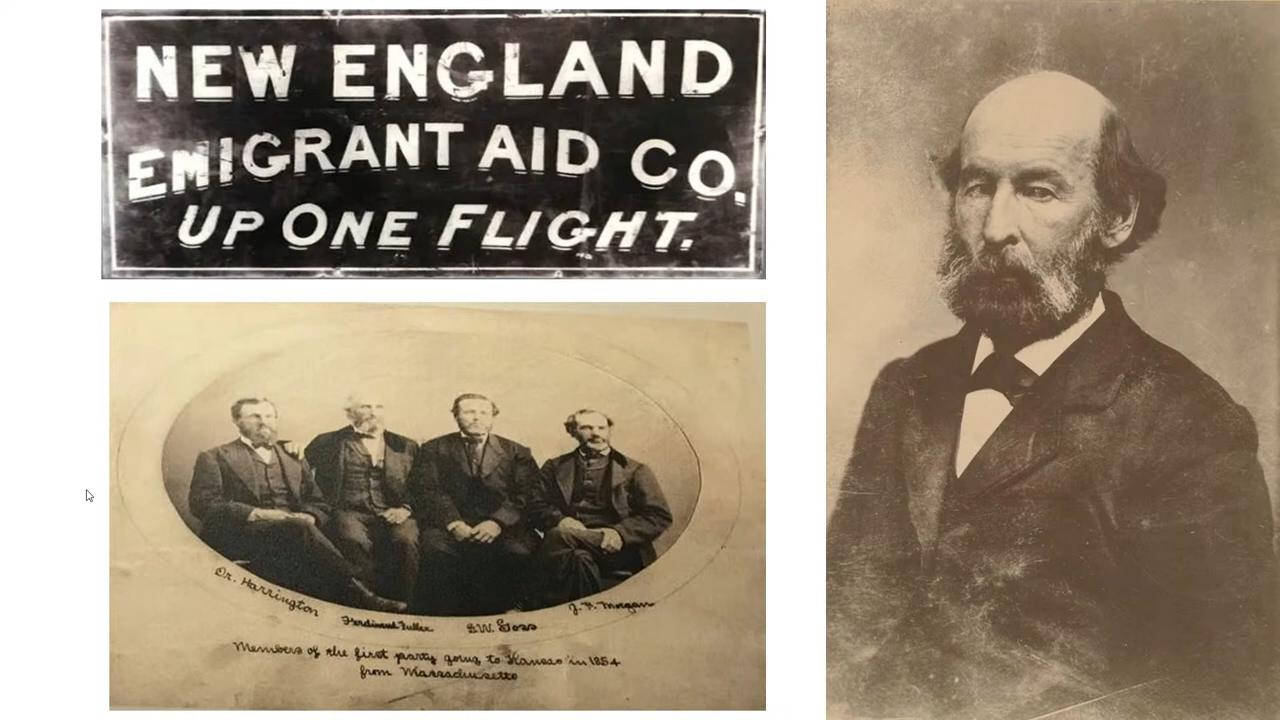 NEW ENGLAND
EMIGRANT AID CO.
UP ONE FLIGHT.
Dr. Harrington
Ferdinand Fuller
G.W. Goss
J. F. Morgan
Members of the first party going to Kansas in 1854
from Massachusetts